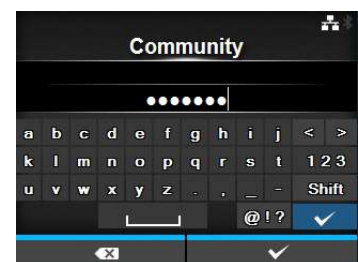 Community
•••••••
a b c d e f g h i j < >
k l m n o p q r s t 123
u v w x y z . , _ - Shift
@!?